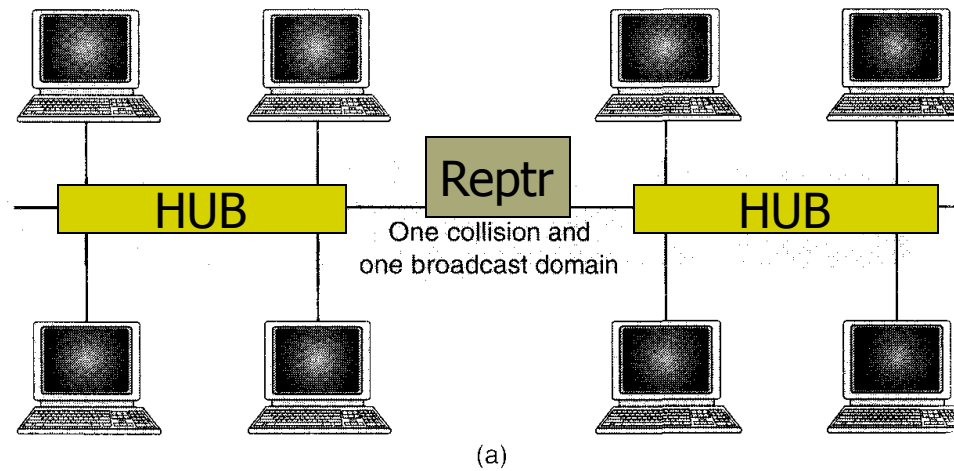 Reptr
HUB
HUB
One collision and
one broadcast domain
(a)